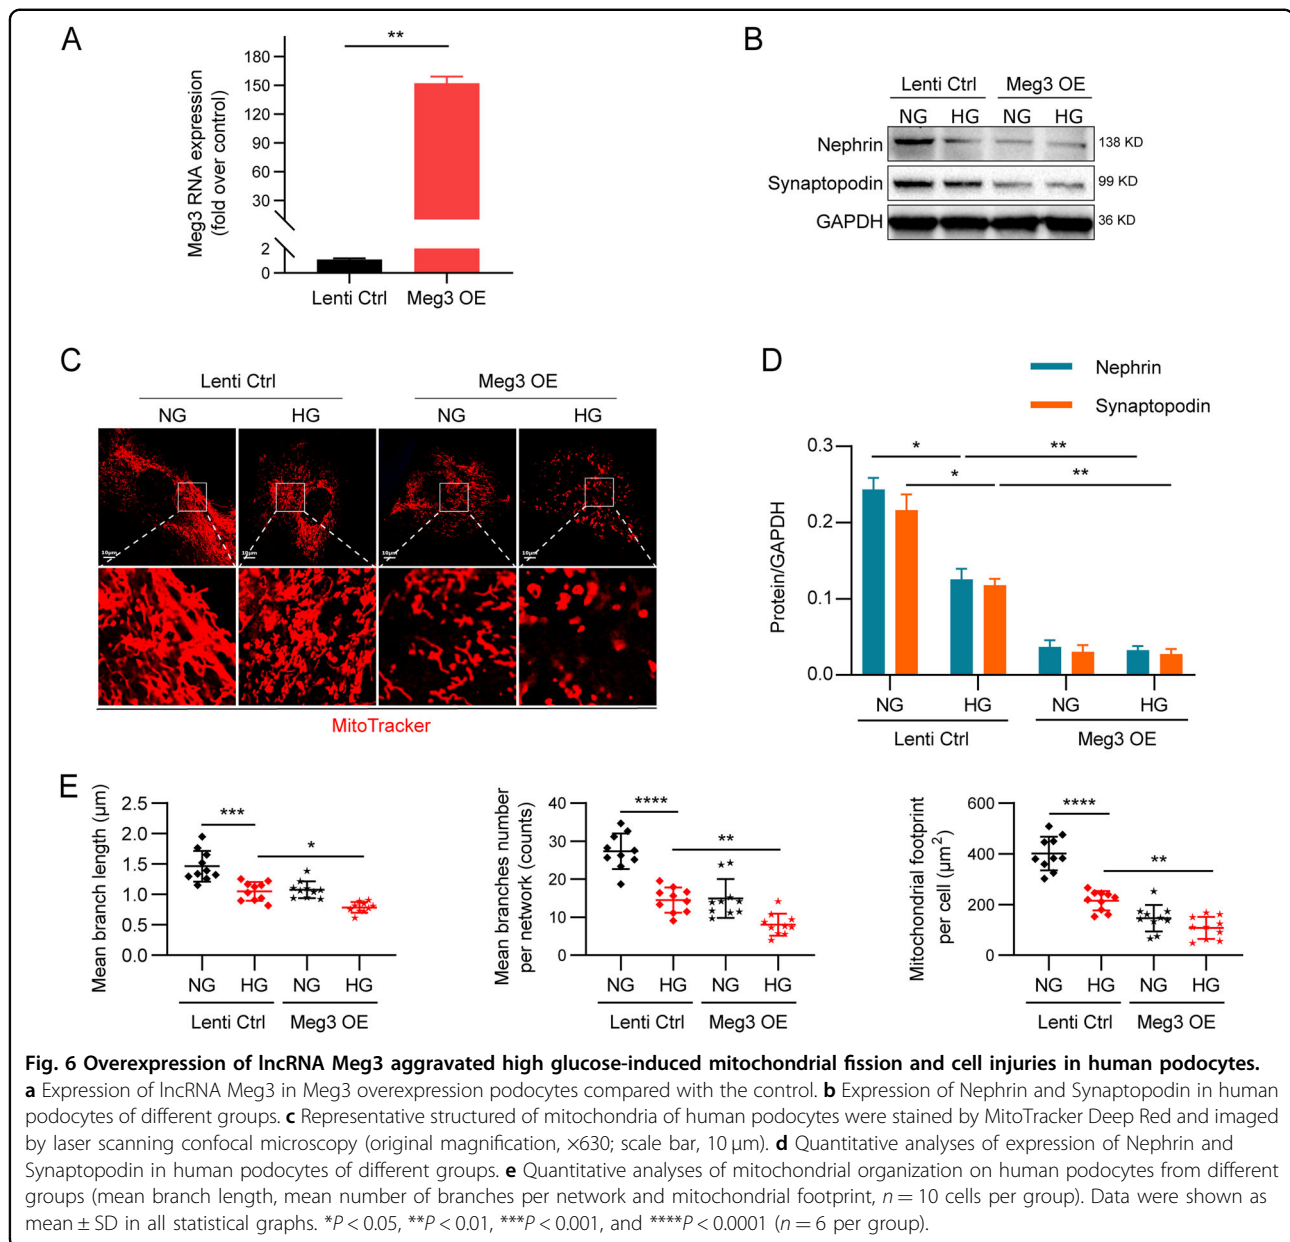 A
**
Meg3 RNA expression
(fold over control)
180
150
120
90
60
30
2
0
Lenti Ctrl
Meg3 OE
B
Lenti Ctrl Meg3 OE
NG HG NG HG
Nephrin 138 KD
Synaptopodin 99 KD
GAPDH 36 KD
C
Lenti Ctrl Meg3 OE
NG HG NG HG
10μm 10μm 10μm 10μm
MitoTracker
D
Nephrin
Synaptopodin
Protein/GAPDH
0.3
0.2
0.1
0.0
* **
* **
NG HG NG HG
Lenti Ctrl Meg3 OE
E
Mean branch length (μm)
2.5
2.0
1.5
1.0
0.5
0.0
***
*
NG HG NG HG
Lenti Ctrl Meg3 OE
Mean branches number
per network (counts)
40
30
20
10
0
****
**
NG HG NG HG
Lenti Ctrl Meg3 OE
Mitochondrial footprint
per cell (μm²)
600
400
200
0
****
**
NG HG NG HG
Lenti Ctrl Meg3 OE
Fig. 6 Overexpression of lncRNA Meg3 aggravated high glucose-induced mitochondrial fission and cell injuries in human podocytes.
a Expression of lncRNA Meg3 in Meg3 overexpression podocytes compared with the control. b Expression of Nephrin and Synaptopodin in human
podocytes of different groups. c Representative structured of mitochondria of human podocytes were stained by MitoTracker Deep Red and imaged
by laser scanning confocal microscopy (original magnification, ×630; scale bar, 10 μm). d Quantitative analyses of expression of Nephrin and
Synaptopodin in human podocytes of different groups. e Quantitative analyses of mitochondrial organization on human podocytes from different
groups (mean branch length, mean number of branches per network and mitochondrial footprint, n = 10 cells per group). Data were shown as
mean ± SD in all statistical graphs. *P < 0.05, **P < 0.01, ***P < 0.001, and ****P < 0.0001 (n = 6 per group).